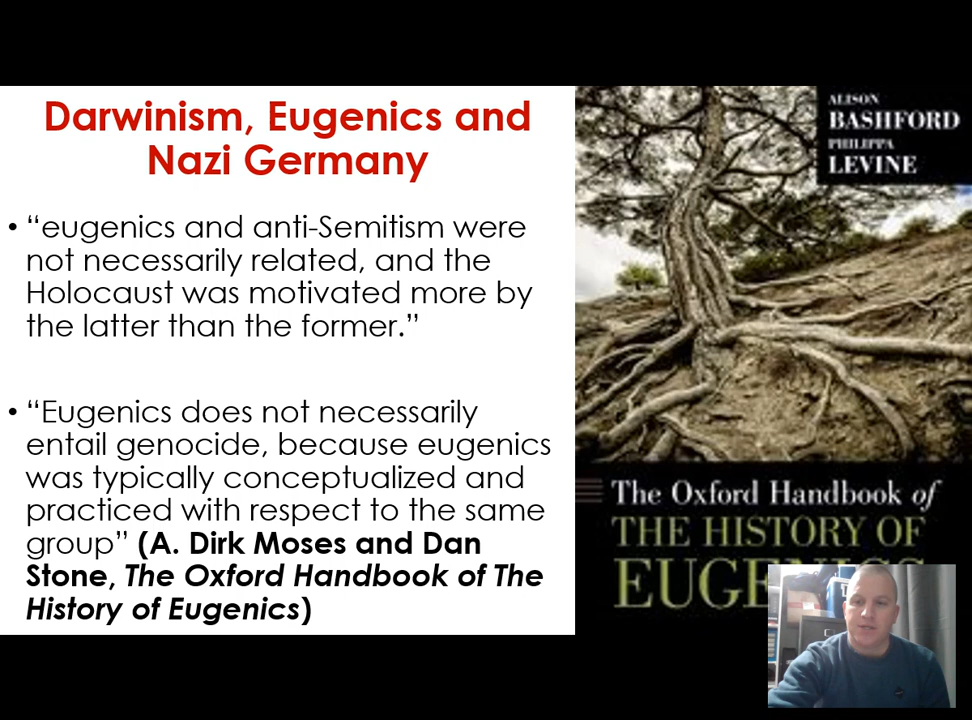 Darwinism, Eugenics and
Nazi Germany
• “eugenics and anti-Semitism were
not necessarily related, and the
Holocaust was motivated more by
the latter than the former.”
• “Eugenics does not necessarily
entail genocide, because eugenics
was typically conceptualized and
practiced with respect to the same
group” (A. Dirk Moses and Dan
Stone, The Oxford Handbook of The
History of Eugenics)
ALISON
BASHFORD
PHILIPPA
LEVINE
The Oxford Handbook of
THE HISTORY OF
EUGENICS